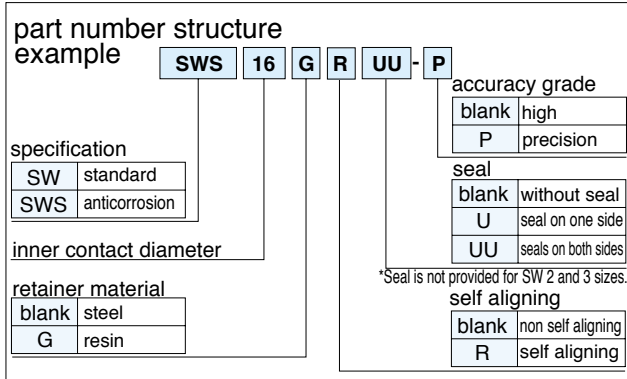 part number structure
example
SWS 16 G R UU - P
specification
SW standard
SWS anticorrosion
inner contact diameter
retainer material
blank steel
G resin
accuracy grade
blank high
P precision
seal
blank without seal
U seal on one side
UU seals on both sides
*Seal is not provided for SW 2 and 3 sizes.
self aligning
blank non self aligning
R self aligning